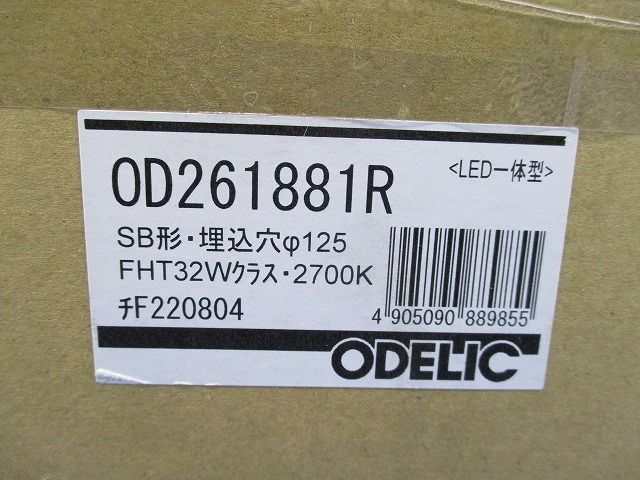 OD261881R
<LED一体型>
SB形・埋込穴φ125
FHT32Wクラス・2700K
チF220804
4 905090 889855
ODELIC